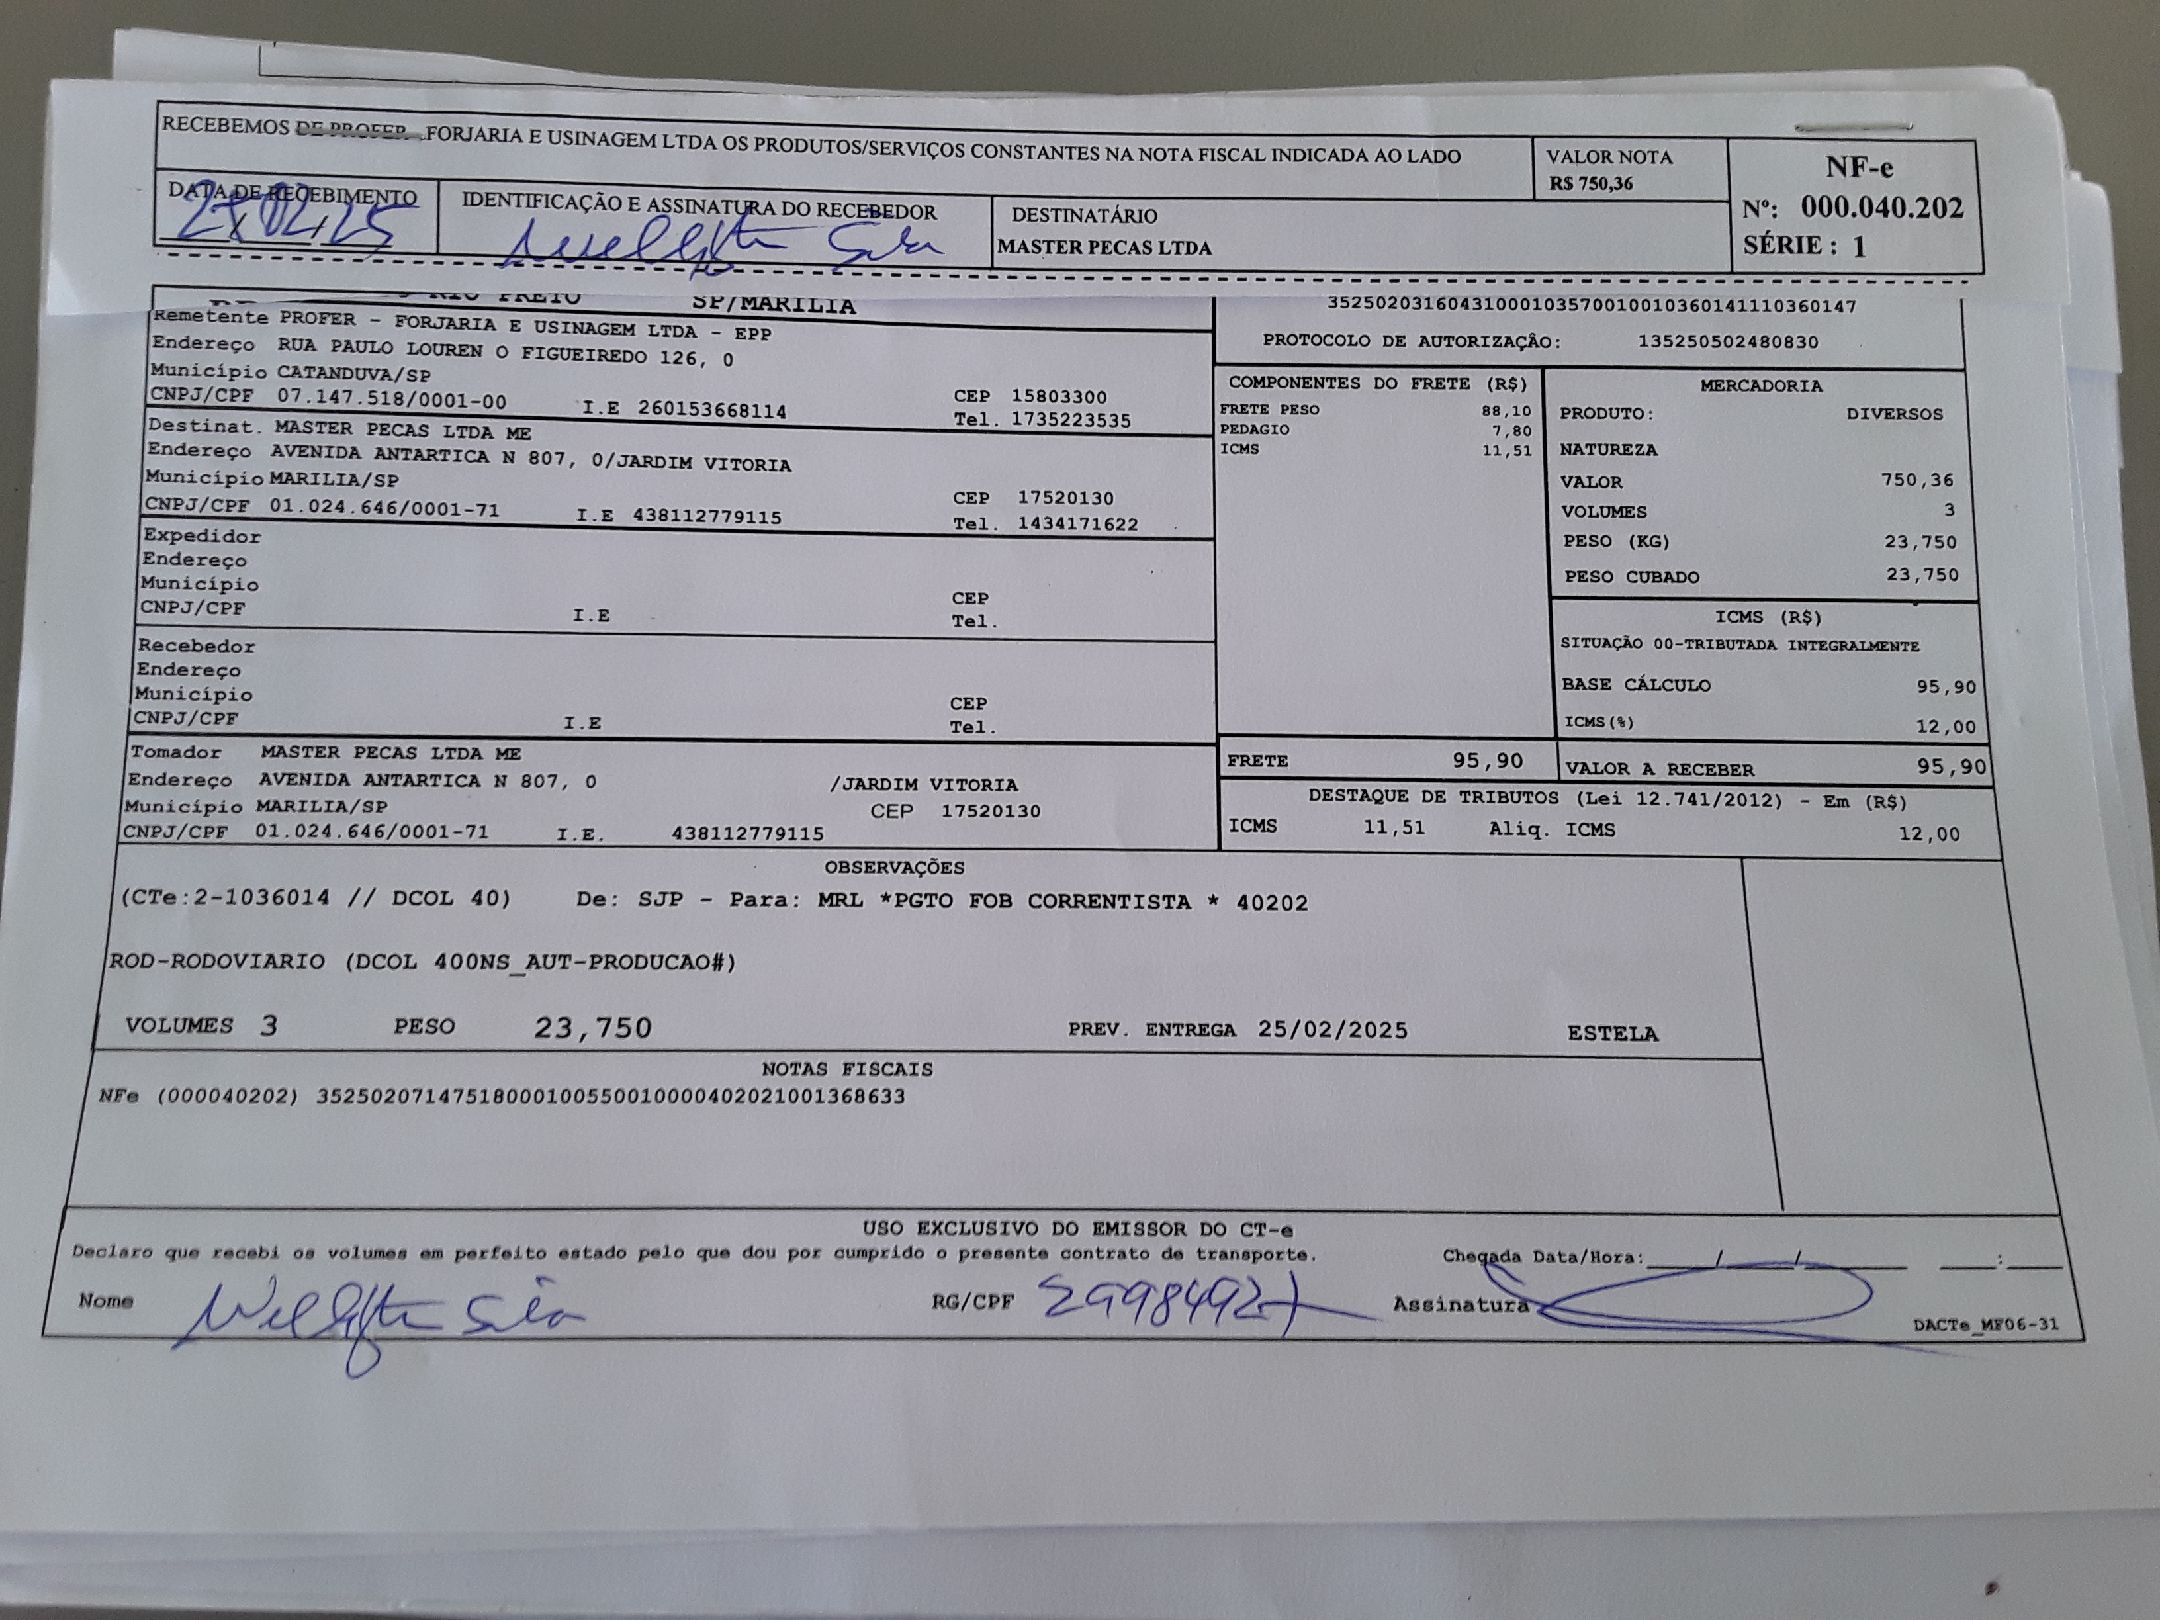 RECEBEMOS DE PROFER FORJARIA E USINAGEM LTDA OS PRODUTOS/SERVIÇOS CONSTANTES NA NOTA FISCAL INDICADA AO LADO
VALOR NOTA
R$ 750,36
NF-e
Nº: 000.040.202
SÉRIE : 1
DATA DE RECEBIMENTO
IDENTIFICAÇÃO E ASSINATURA DO RECEBEDOR
DESTINATÁRIO
MASTER PECAS LTDA
SP/MARILIA
35250203160431000103570010010360141110360147
PROTOCOLO DE AUTORIZAÇÃO: 135250502480830
Remetente PROFER - FORJARIA E USINAGEM LTDA - EPP
Endereço RUA PAULO LOUREN O FIGUEIREDO 126, 0
Município CATANDUVA/SP
CEP 15803300
CNPJ/CPF 07.147.518/0001-00 I.E 260153668114
Tel. 1735223535
Destinat. MASTER PECAS LTDA ME
Endereço AVENIDA ANTARTICA N 807, 0/JARDIM VITORIA
Município MARILIA/SP
CEP 17520130
CNPJ/CPF 01.024.646/0001-71 I.E 438112779115
Tel. 1434171622
Expedidor
Endereço
Município
CEP
CNPJ/CPF I.E
Tel.
Recebedor
Endereço
Município
CEP
CNPJ/CPF I.E
Tel.
Tomador MASTER PECAS LTDA ME
Endereço AVENIDA ANTARTICA N 807, 0 /JARDIM VITORIA
Município MARILIA/SP CEP 17520130
CNPJ/CPF 01.024.646/0001-71 I.E. 438112779115
COMPONENTES DO FRETE (R$)
FRETE PESO 88,10
PEDAGIO 7,80
ICMS 11,51
MERCADORIA
PRODUTO: DIVERSOS
NATUREZA
VALOR 750,36
VOLUMES 3
PESO (KG) 23,750
PESO CUBADO 23,750
ICMS (R$)
SITUAÇÃO 00-TRIBUTADA INTEGRALMENTE
BASE CÁLCULO 95,90
ICMS(%) 12,00
FRETE 95,90
VALOR A RECEBER 95,90
DESTAQUE DE TRIBUTOS (Lei 12.741/2012) - Em (R$)
ICMS 11,51 Aliq. ICMS 12,00
OBSERVAÇÕES
(CTe:2-1036014 // DCOL 40) De: SJP - Para: MRL *PGTO FOB CORRENTISTA * 40202
ROD-RODOVIARIO (DCOL 400NS_AUT-PRODUCAO#)
VOLUMES 3 PESO 23,750 PREV. ENTREGA 25/02/2025 ESTELA
NOTAS FISCAIS
NFe (000040202) 35250207147518000100550010000402021001368633
USO EXCLUSIVO DO EMISSOR DO CT-e
Declaro que recebi os volumes em perfeito estado pelo que dou por cumprido o presente contrato de transporte.
Chegada Data/Hora: / / :
Nome RG/CPF Assinatura
DACTe_MF06-31